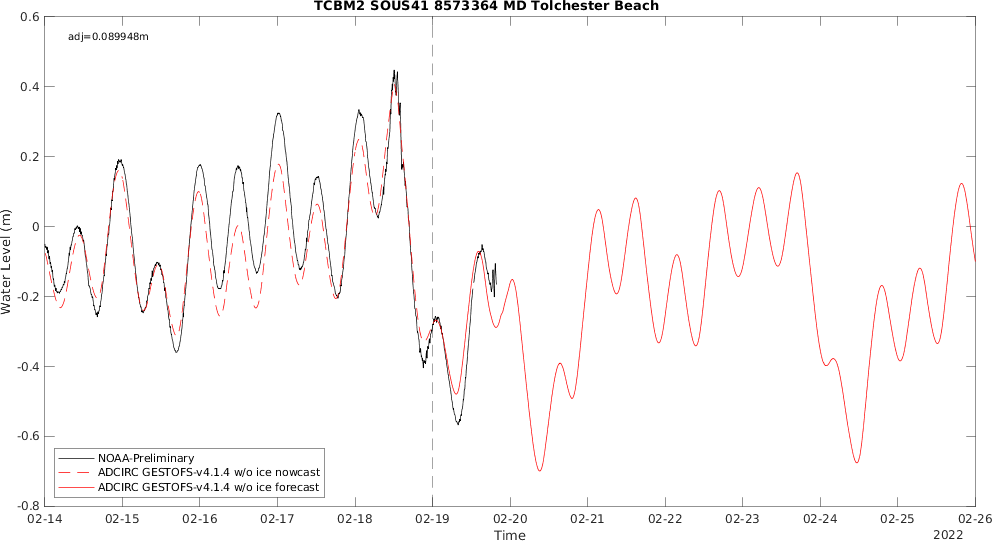 TCBM2 SOUS41 8573364 MD Tolchester Beach
adj=0.089948m
0.6
0.4
0.2
0
-0.2
-0.4
-0.6
-0.8
Water Level (m)
NOAA-Preliminary
ADCIRC GESTOFS-v4.1.4 w/o ice nowcast
ADCIRC GESTOFS-v4.1.4 w/o ice forecast
02-14 02-15 02-16 02-17 02-18 02-19 02-20 02-21 02-22 02-23 02-24 02-25 02-26
Time
2022